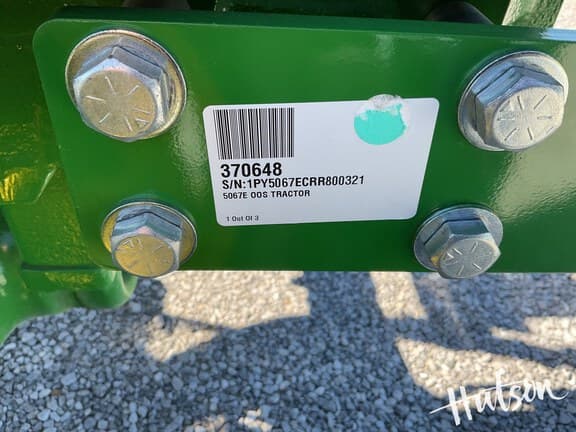 370648
S/N:1PY5067ECRR800321
5067E OOS TRACTOR
1 Out Of 3
Hutson